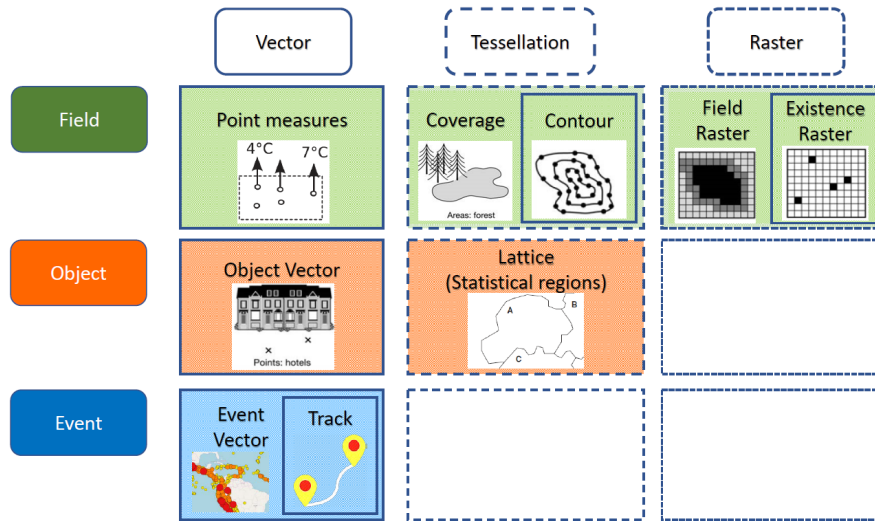 Vector
Tessellation
Raster
Field
Point measures
4°C
7°C
Coverage
Areas: forest
Contour
Field
Raster
Existence
Raster
Object
Object Vector
Points: hotels
Lattice
(Statistical regions)
A
B
C
Event
Event
Vector
Track